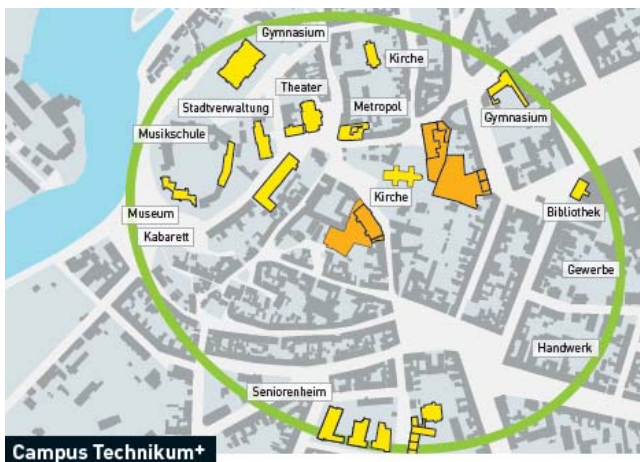 Gymnasium
Kirche
Theater
Stadtverwaltung
Metropol
Musikschule
Gymnasium
Kirche
Museum
Bibliothek
Kabarett
Gewerbe
Handwerk
Seniorenheim
Campus Technikum+